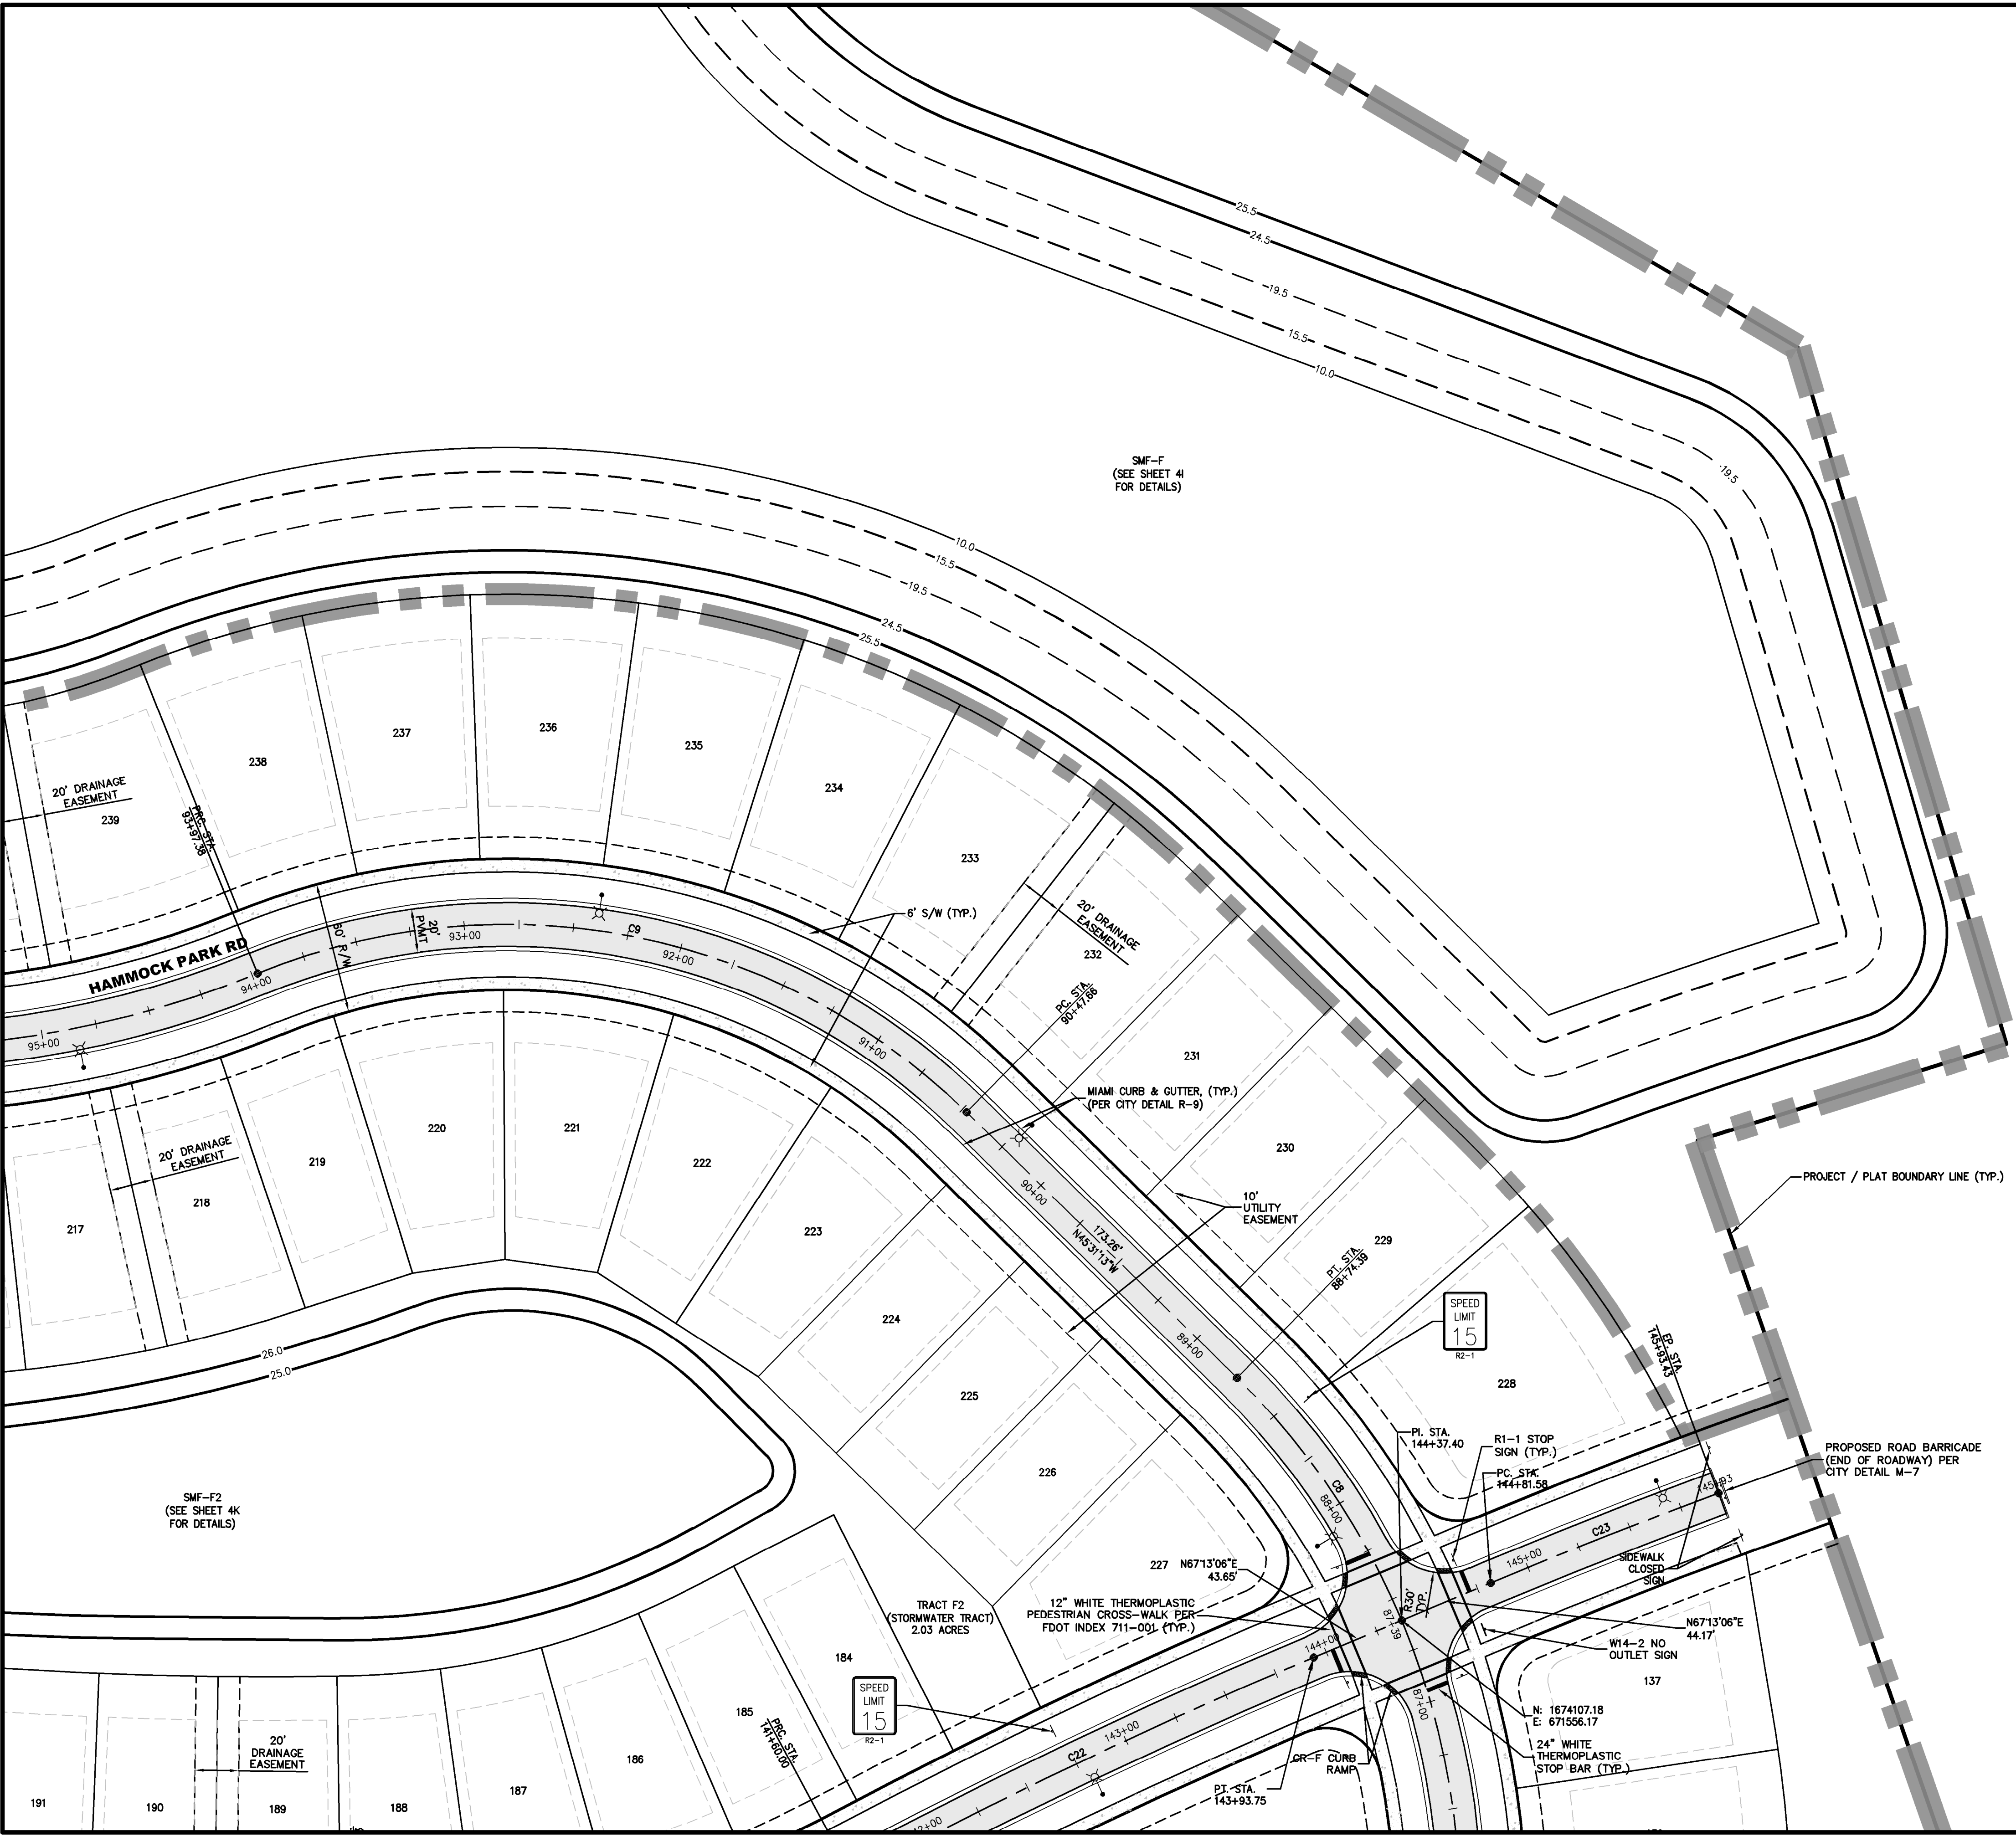 25.5
24.5
19.5
15.5
10.0
19.5
SMF-F
(SEE SHEET 4I
FOR DETAILS)
10.0
15.5
19.5
24.5
25.5
239
238
237
236
235
234
233
232
231
230
229
228
20' DRAINAGE
EASEMENT
PRC. STA.
93+97.38
HAMMOCK PARK RD
60' R/W
20'
PVMT
95+00
94+00
93+00
C9
92+00
91+00
90+00
6' S/W (TYP.)
20' DRAINAGE
EASEMENT
PC. STA.
90+47.66
MIAMI CURB & GUTTER, (TYP.)
(PER CITY DETAIL R-9)
10'
UTILITY
EASEMENT
173.26'
N45°31'13"W
PT. STA.
88+74.39
89+00
PROJECT / PLAT BOUNDARY LINE (TYP.)
SPEED
LIMIT
15
R2-1
217
20' DRAINAGE
EASEMENT
218
219
220
221
222
223
224
225
226
227
26.0
25.0
SMF-F2
(SEE SHEET 4K
FOR DETAILS)
EP. STA.
145+93.43
PI. STA.
144+37.40
R1-1 STOP
SIGN (TYP.)
PC. STA.
144+81.58
PROPOSED ROAD BARRICADE
(END OF ROADWAY) PER
CITY DETAIL M-7
C8
88+00
145+93
C23
145+00
SIDEWALK
CLOSED
SIGN
N67°13'06"E
43.65'
R30'
TYP.
87+39
12" WHITE THERMOPLASTIC
PEDESTRIAN CROSS-WALK PER
FDOT INDEX 711-001 (TYP.)
TRACT F2
(STORMWATER TRACT)
2.03 ACRES
144+00
N67°13'06"E
44.17'
W14-2 NO
OUTLET SIGN
137
87+00
N: 1674107.18
E: 671556.17
24" WHITE
THERMOPLASTIC
STOP BAR (TYP.)
CR-F CURB
RAMP
PT. STA.
143+93.75
SPEED
LIMIT
15
R2-1
143+00
C22
184
185
PRC. STA.
141+60.00
186
187
188
189
190
191
20'
DRAINAGE
EASEMENT